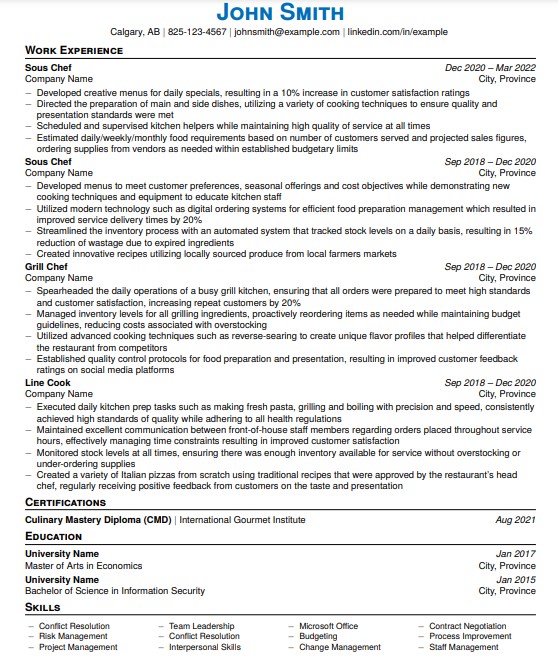 JOHN SMITH
Calgary, AB | 825-123-4567 | johnsmith@example.com | linkedin.com/in/example
WORK EXPERIENCE
Sous Chef Dec 2020 – Mar 2022
Company Name City, Province
– Developed creative menus for daily specials, resulting in a 10% increase in customer satisfaction ratings
– Directed the preparation of main and side dishes, utilizing a variety of cooking techniques to ensure quality and
presentation standards were met
– Scheduled and supervised kitchen helpers while maintaining high quality of service at all times
– Estimated daily/weekly/monthly food requirements based on number of customers served and projected sales figures,
ordering supplies from vendors as needed within established budgetary limits
Sous Chef Sep 2018 – Dec 2020
Company Name City, Province
– Developed menus to meet customer preferences, seasonal offerings and cost objectives while demonstrating new
cooking techniques and equipment to educate kitchen staff
– Utilized modern technology such as digital ordering systems for efficient food preparation management which resulted in
improved service delivery times by 20%
– Streamlined the inventory process with an automated system that tracked stock levels on a daily basis, resulting in 15%
reduction of wastage due to expired ingredients
– Created innovative recipes utilizing locally sourced produce from local farmers markets
Grill Chef Sep 2018 – Dec 2020
Company Name City, Province
– Spearheaded the daily operations of a busy grill kitchen, ensuring that all orders were prepared to meet high standards
and customer satisfaction, increasing repeat customers by 20%
– Managed inventory levels for all grilling ingredients, proactively reordering items as needed while maintaining budget
guidelines, reducing costs associated with overstocking
– Utilized advanced cooking techniques such as reverse-searing to create unique flavor profiles that helped differentiate
the restaurant from competitors
– Established quality control protocols for food preparation and presentation, resulting in improved customer feedback
ratings on social media platforms
Line Cook Sep 2018 – Dec 2020
Company Name City, Province
– Executed daily kitchen prep tasks such as making fresh pasta, grilling and boiling with precision and speed, consistently
achieved high standards of quality while adhering to all health regulations
– Maintained excellent communication between front-of-house staff members regarding orders placed throughout service
hours, effectively managing time constraints resulting in improved customer satisfaction
– Monitored stock levels at all times, ensuring there was enough inventory available for service without overstocking or
under-ordering supplies
– Created a variety of Italian pizzas from scratch using traditional recipes that were approved by the restaurant's head
chef, regularly receiving positive feedback from customers on the taste and presentation
CERTIFICATIONS
Culinary Mastery Diploma (CMD) | International Gourmet Institute Aug 2021
EDUCATION
University Name Jan 2017
Master of Arts in Economics City, Province
University Name Jan 2015
Bachelor of Science in Information Security City, Province
SKILLS
– Conflict Resolution – Team Leadership – Microsoft Office – Contract Negotiation
– Risk Management – Conflict Resolution – Budgeting – Process Improvement
– Project Management – Interpersonal Skills – Change Management – Staff Management